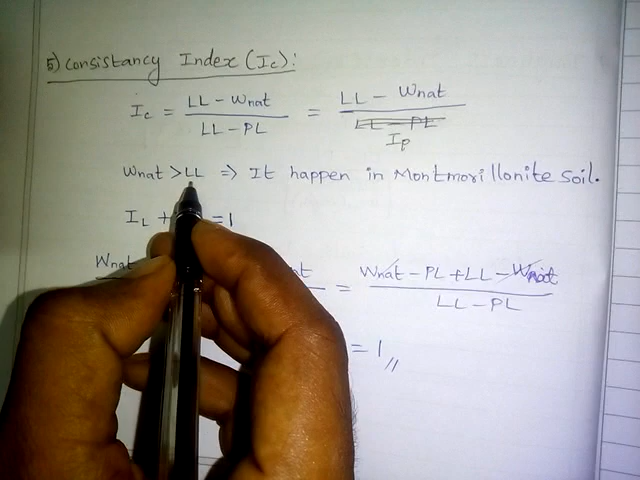 5) Consistancy Index (Ic):
Ic = LL - Wnat / LL - PL = LL - Wnat / Ip
Wnat > LL => It happen in Montmorillonite Soil.
IL + = 1
Wnat = Wnat - PL + LL - Wnat / LL - PL
= 1 //